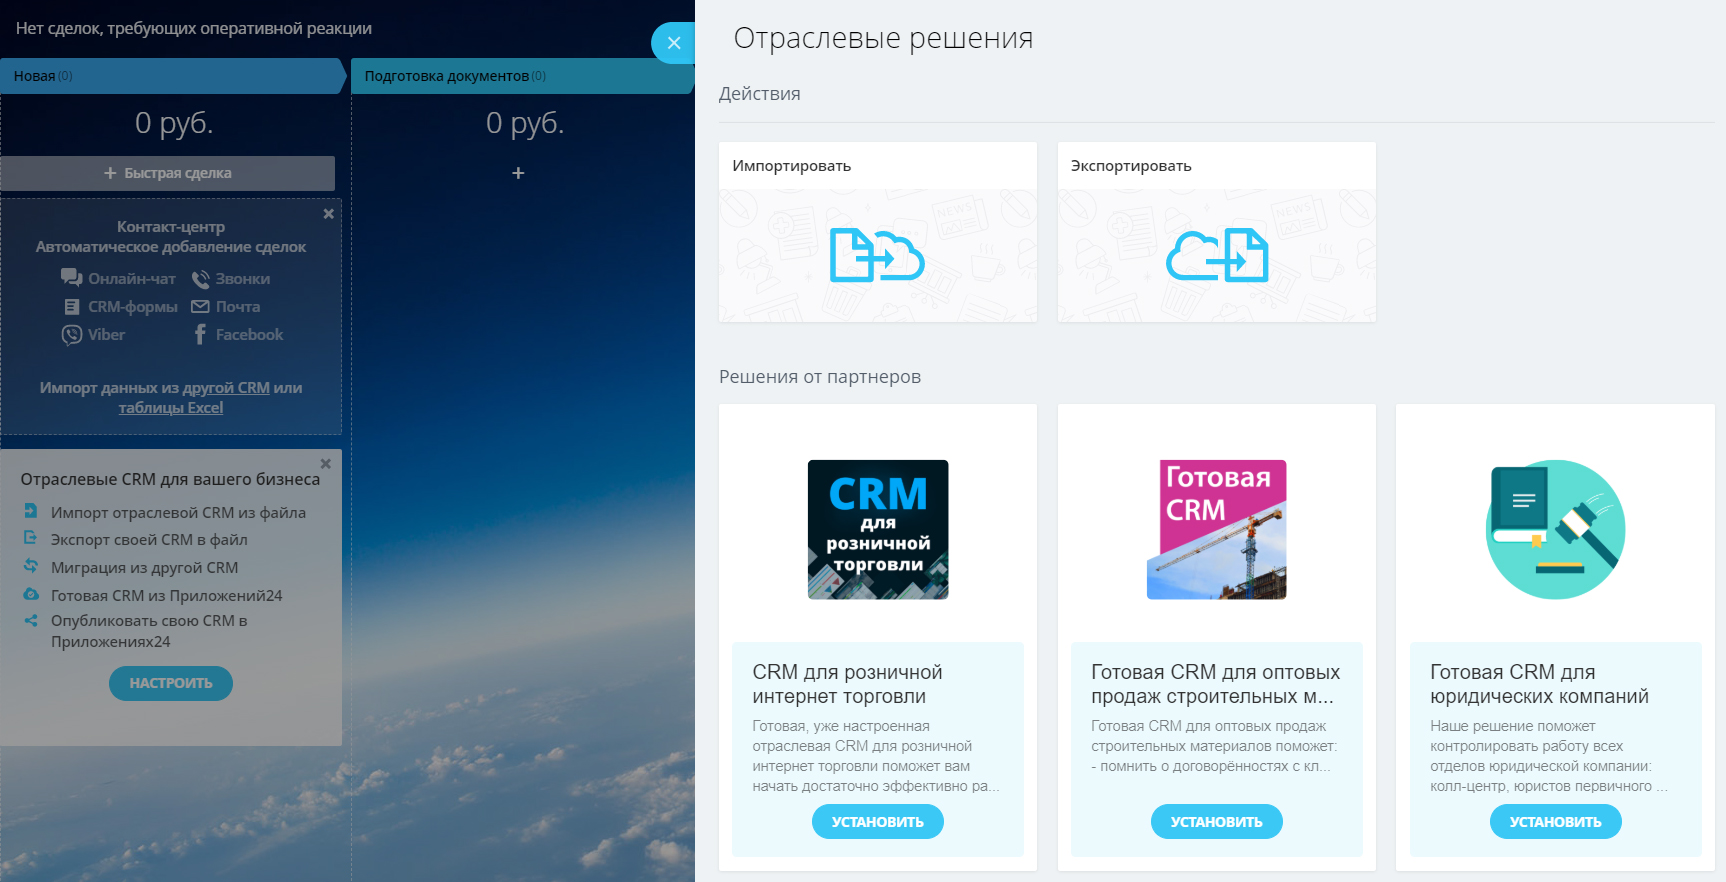 Нет сделок, требующих оперативной реакции
Новая (0)
Подготовка документов (0)
0 руб.
0 руб.
+ Быстрая сделка
+
Контакт-центр
Автоматическое добавление сделок
Онлайн-чат
Звонки
CRM-формы
Почта
Viber
Facebook
Импорт данных из другой CRM или
таблицы Excel
Отраслевые CRM для вашего бизнеса
Импорт отраслевой CRM из файла
Экспорт своей CRM в файл
Миграция из другой CRM
Готовая CRM из Приложений24
Опубликовать свою CRM в
Приложениях24
НАСТРОИТЬ
Отраслевые решения
Действия
Импортировать
Экспортировать
NEWS
NEWS
Решения от партнеров
CRM
для
розничной
торговли
Готовая
CRM
CRM для розничной
интернет торговли
Готовая, уже настроенная
отраслевая CRM для розничной
интернет торговли поможет вам
начать достаточно эффективно ра...
УСТАНОВИТЬ
Готовая CRM для оптовых
продаж строительных м...
Готовая CRM для оптовых продаж
строительных материалов поможет:
- помнить о договорённостях с кл...
УСТАНОВИТЬ
Готовая CRM для
юридических компаний
Наше решение поможет
контролировать работу всех
отделов юридической компании:
колл-центр, юристов первичного ...
УСТАНОВИТЬ